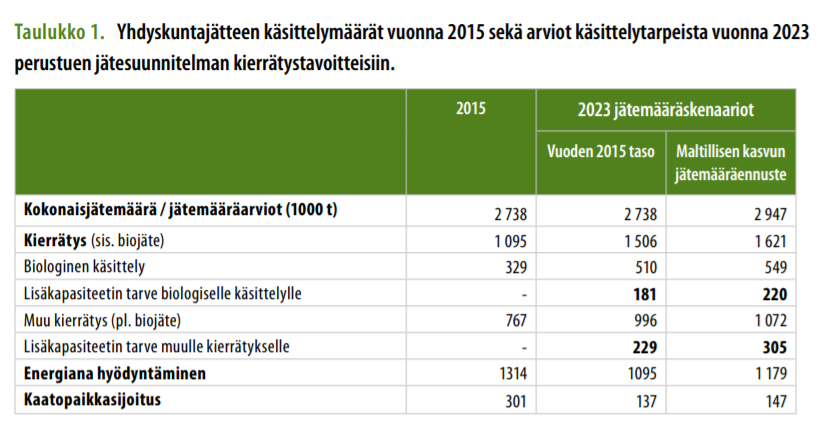 Taulukko 1. Yhdyskuntajätteen käsittelymäärät vuonna 2015 sekä arviot käsittelytarpeista vuonna 2023
perustuen jätesuunnitelman kierrätystavoitteisiin.
2015 2023 jätemääräskenaariot
Vuoden 2015 taso Maltillisen kasvun
jätemääräennuste
Kokonaisjätemäärä / jätemääräarviot (1000 t) 2 738 2 738 2 947
Kierrätys (sis. biojäte) 1 095 1 506 1 621
Biologinen käsittely 329 510 549
Lisäkapasiteetin tarve biologiselle käsittelylle - 181 220
Muu kierrätys (pl. biojäte) 767 996 1 072
Lisäkapasiteetin tarve muulle kierrätykselle - 229 305
Energiana hyödyntäminen 1314 1095 1 179
Kaatopaikkasijoitus 301 137 147